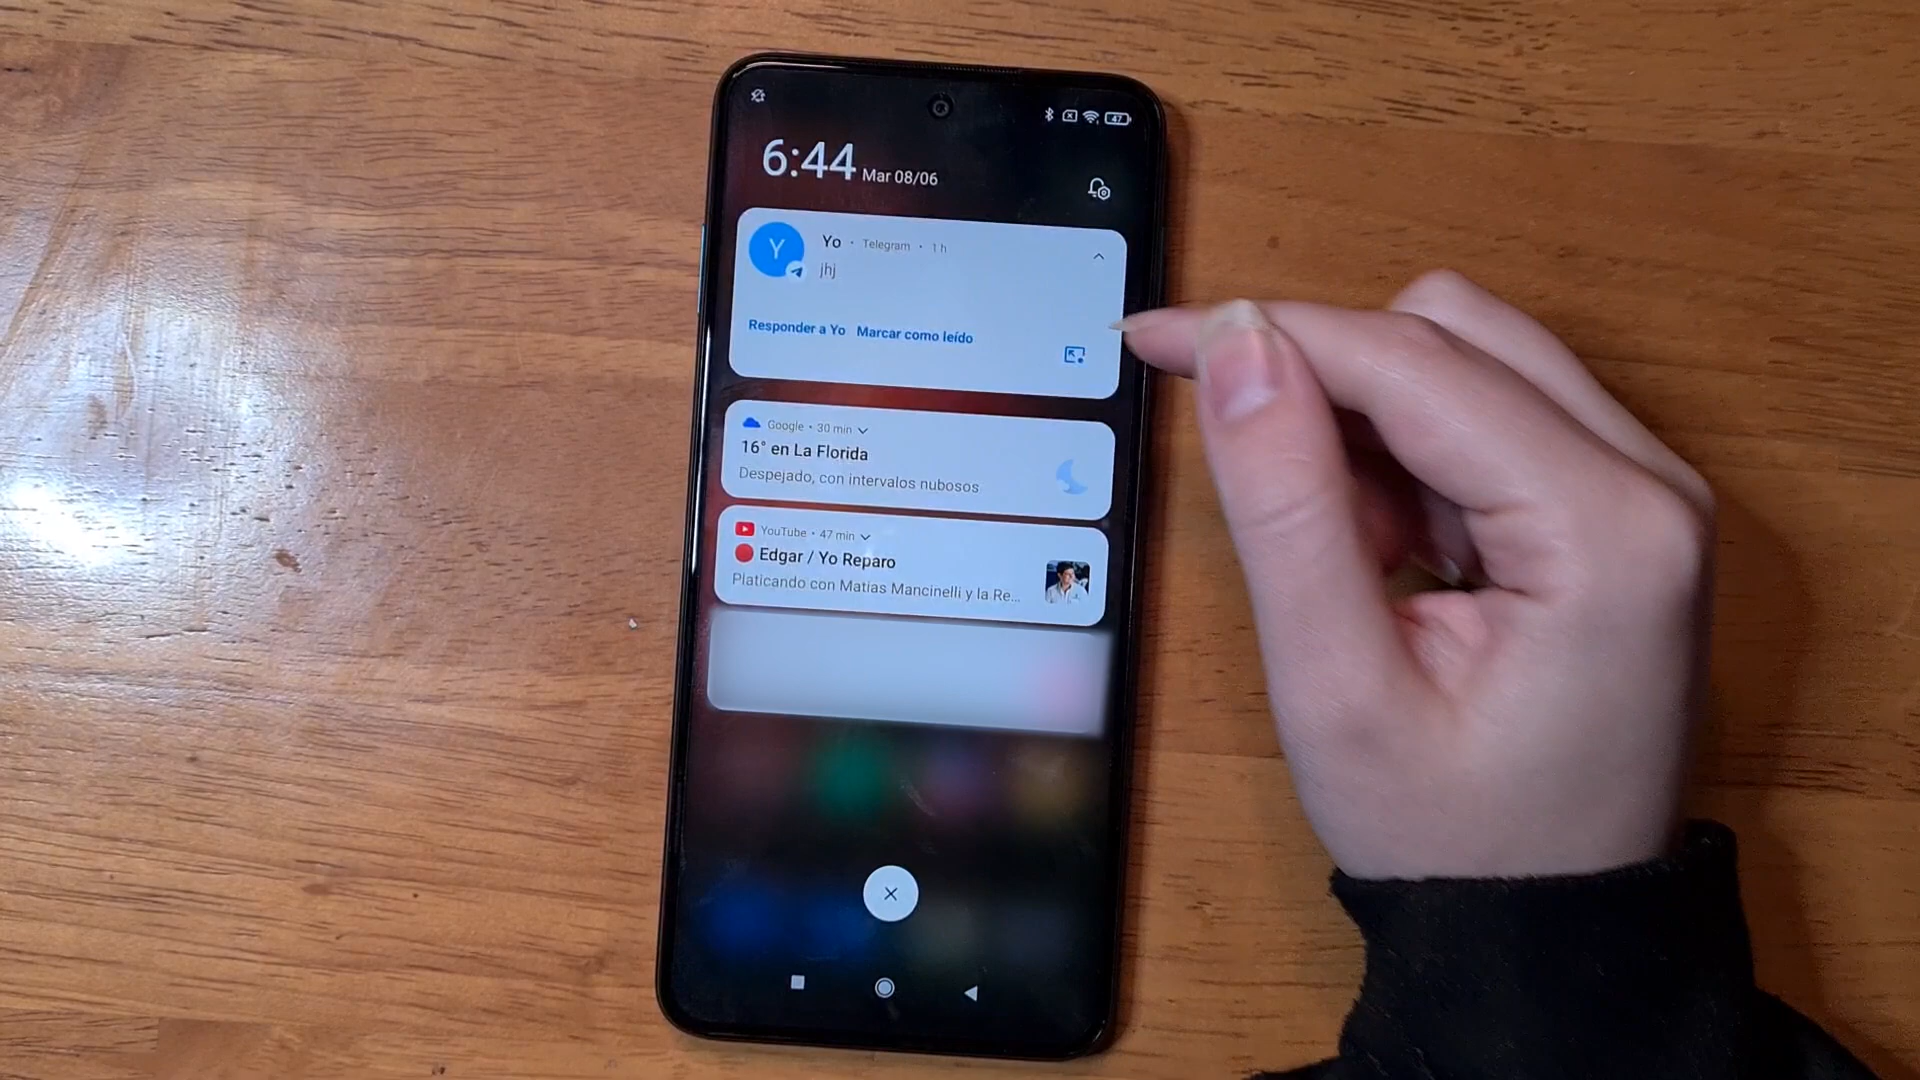 47
6:44 Mar 08/06
Y
Yo • Telegram • 1 h
jhj
Responder a Yo Marcar como leído
Google • 30 min
16° en La Florida
Despejado, con intervalos nubosos
YouTube • 47 min
Edgar / Yo Reparo
Platicando con Matias Mancinelli y la Re...